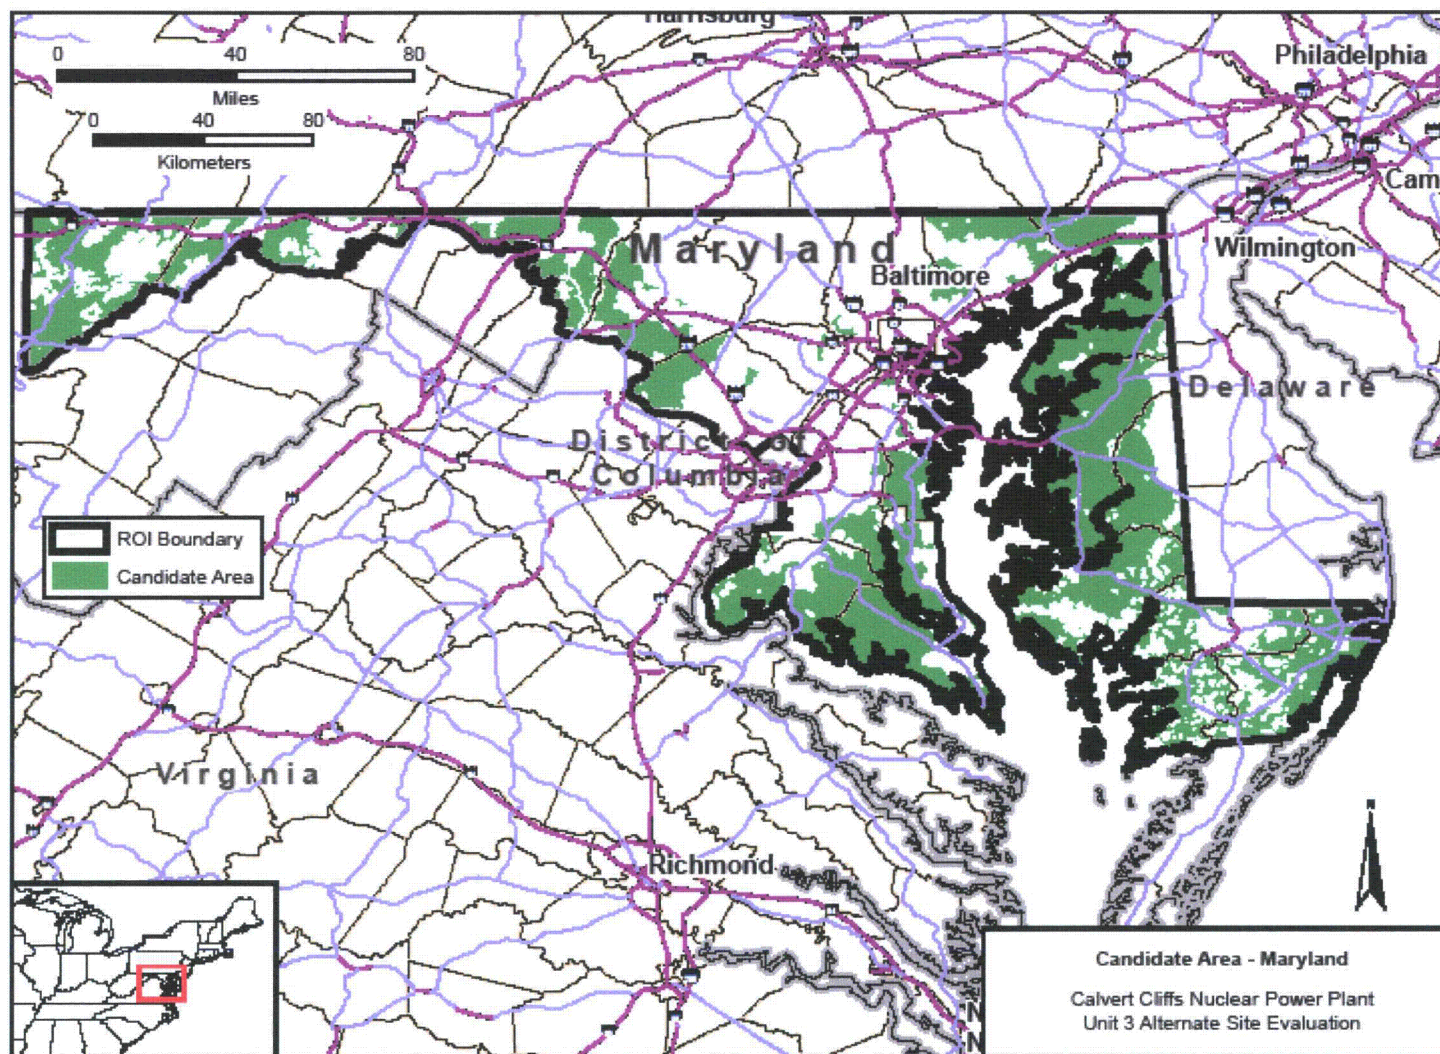 Harrisburg
0 40 80
Miles
0 40 80
Kilometers
Philadelphia
Cam
Wilmington
Maryland
Baltimore
Delaware
District of
Columbia
ROI Boundary
Candidate Area
Virginia
Richmond
N
N
N
Candidate Area - Maryland
Calvert Cliffs Nuclear Power Plant
Unit 3 Alternate Site Evaluation